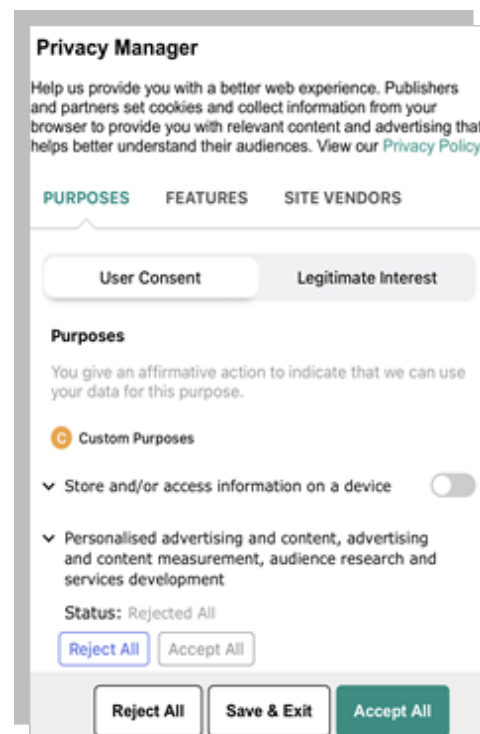 Privacy Manager
Help us provide you with a better web experience. Publishers
and partners set cookies and collect information from your
browser to provide you with relevant content and advertising that
helps better understand their audiences. View our Privacy Policy
PURPOSES FEATURES SITE VENDORS
User Consent Legitimate Interest
Purposes
You give an affirmative action to indicate that we can use
your data for this purpose.
C Custom Purposes
Store and/or access information on a device
Personalised advertising and content, advertising
and content measurement, audience research and
services development
Status: Rejected All
Reject All Accept All
Reject All Save & Exit Accept All